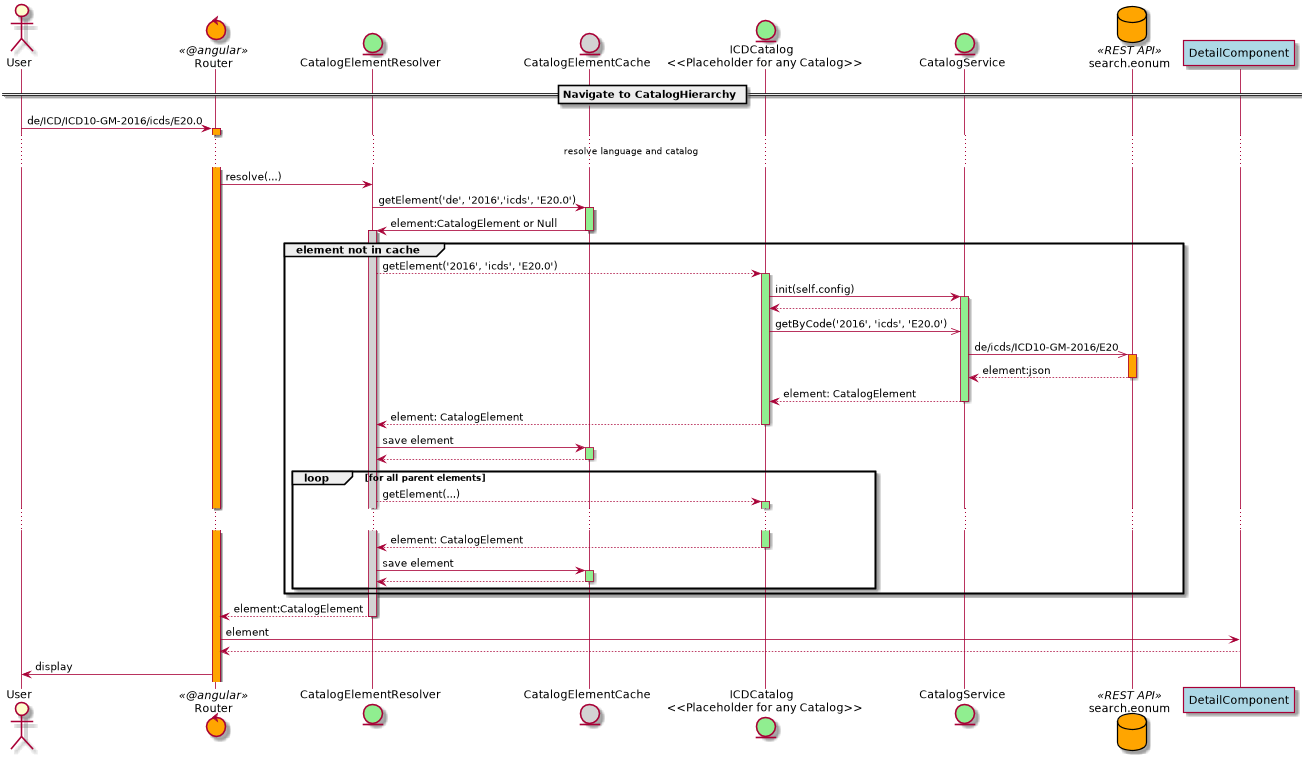 User
«@angular»
Router
CatalogElementResolver
CatalogElementCache
ICDCatalog
<<Placeholder for any Catalog>>
CatalogService
«REST API»
search.eonum
DetailComponent
Navigate to CatalogHierarchy
de/ICD/ICD10-GM-2016/icds/E20.0
resolve language and catalog
resolve(...)
getElement('de', '2016','icds', 'E20.0')
element:CatalogElement or Null
element not in cache
getElement('2016', 'icds', 'E20.0')
init(self.config)
getByCode('2016', 'icds', 'E20.0')
de/icds/ICD10-GM-2016/E20
element:json
element: CatalogElement
element: CatalogElement
save element
loop [for all parent elements]
getElement(...)
element: CatalogElement
save element
element:CatalogElement
element
display
User
«@angular»
Router
CatalogElementResolver
CatalogElementCache
ICDCatalog
<<Placeholder for any Catalog>>
CatalogService
«REST API»
search.eonum
DetailComponent